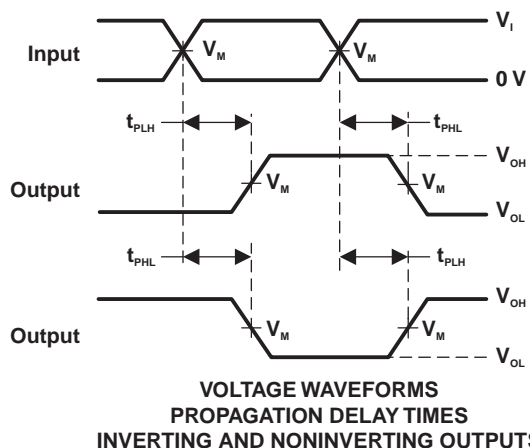 V_I
Input
V_M
V_M
0 V
t_PLH
t_PHL
V_OH
Output
V_M
V_M
V_OL
t_PHL
t_PLH
V_OH
Output
V_M
V_M
V_OL
VOLTAGE WAVEFORMS
PROPAGATION DELAY TIMES
INVERTING AND NONINVERTING OUTPUTS